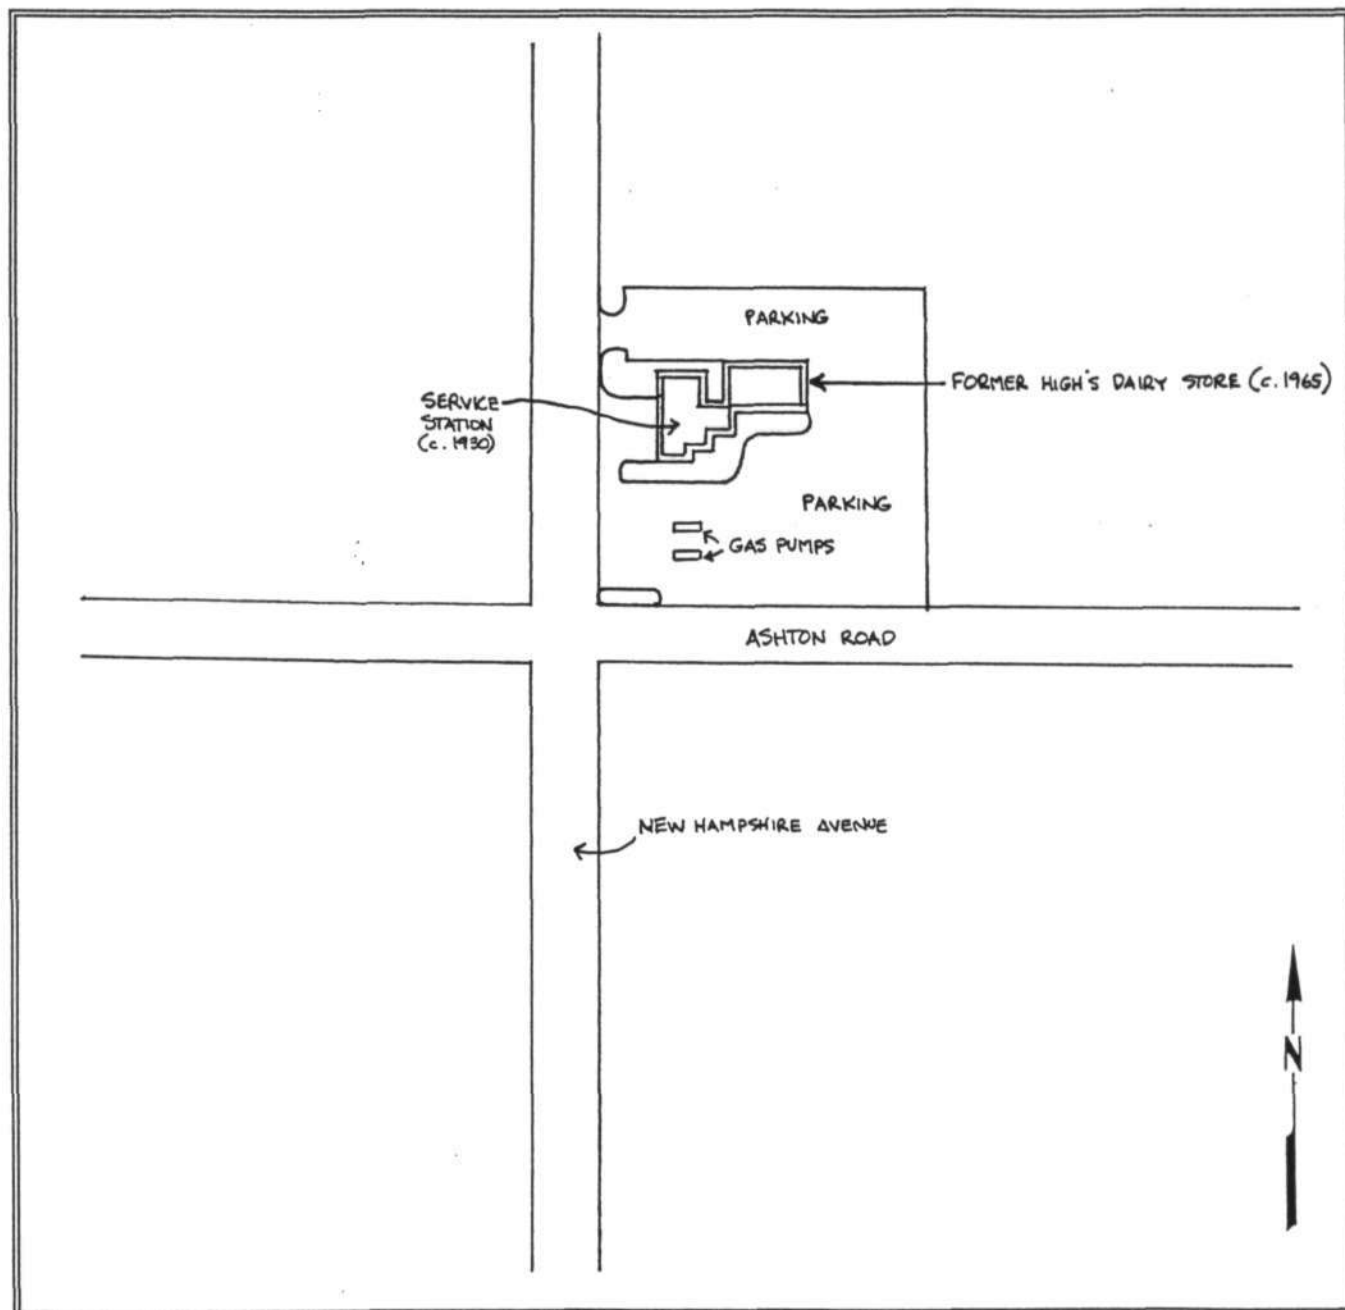 PARKING
FORMER HIGH'S DAIRY STORE (c. 1965)
SERVICE
STATION
(c. 1930)
PARKING
GAS PUMPS
ASHTON ROAD
NEW HAMPSHIRE AVENUE
N